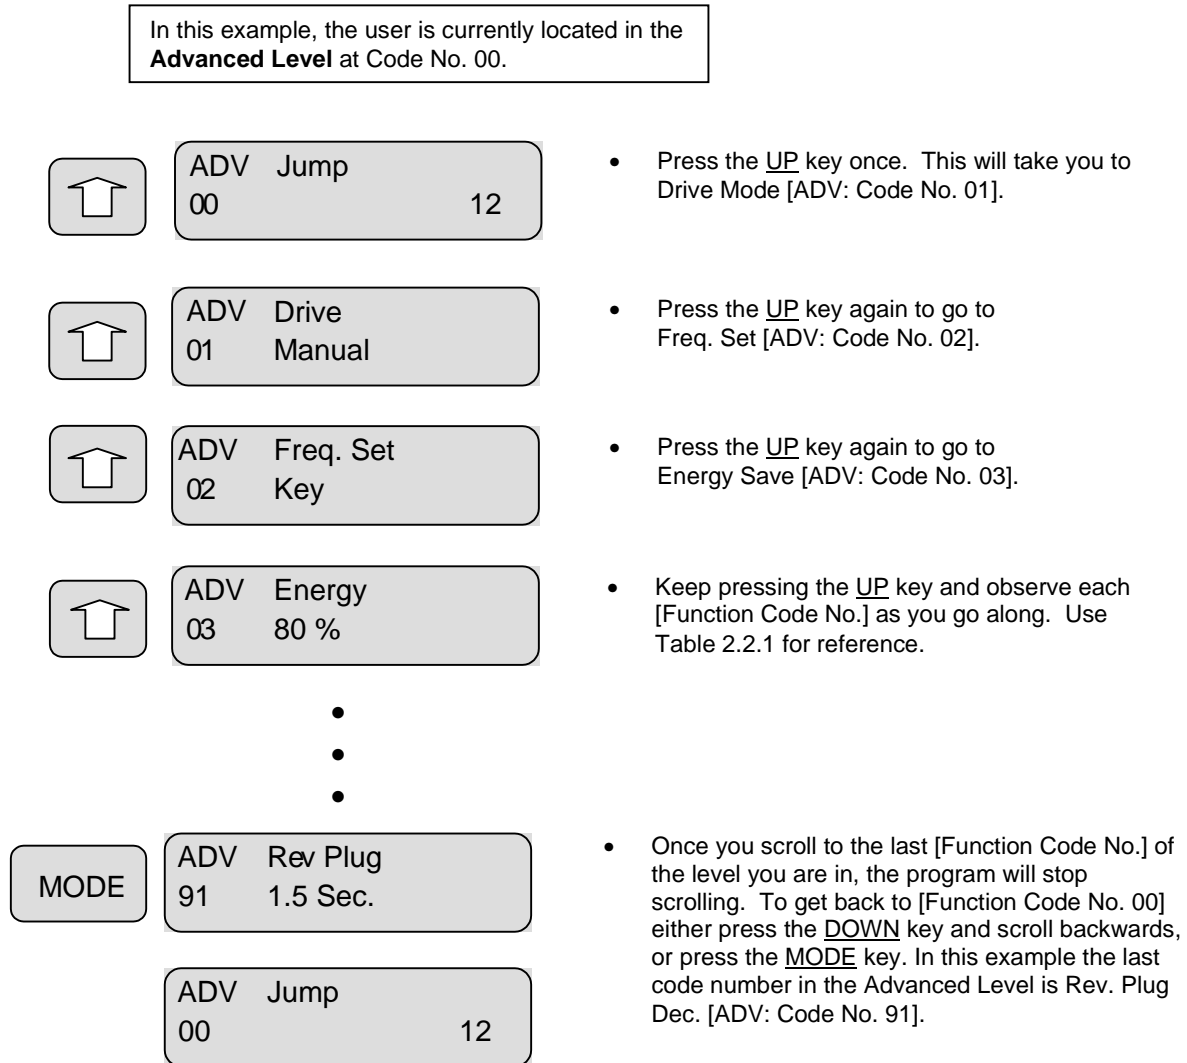 In this example, the user is currently located in the
Advanced Level at Code No. 00.
ADV Jump
00 12
• Press the UP key once. This will take you to
Drive Mode [ADV: Code No. 01].
ADV Drive
01 Manual
• Press the UP key again to go to
Freq. Set [ADV: Code No. 02].
ADV Freq. Set
02 Key
• Press the UP key again to go to
Energy Save [ADV: Code No. 03].
ADV Energy
03 80 %
• Keep pressing the UP key and observe each
[Function Code No.] as you go along. Use
Table 2.2.1 for reference.
•
•
•
MODE
ADV Rev Plug
91 1.5 Sec.
• Once you scroll to the last [Function Code No.] of
the level you are in, the program will stop
scrolling. To get back to [Function Code No. 00]
either press the DOWN key and scroll backwards,
or press the MODE key. In this example the last
code number in the Advanced Level is Rev. Plug
Dec. [ADV: Code No. 91].
ADV Jump
00 12